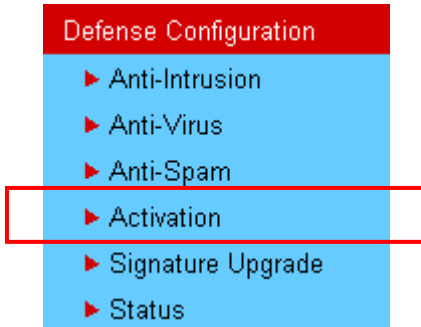 Defense Configuration
Anti-Intrusion
Anti-Virus
Anti-Spam
Activation
Signature Upgrade
Status